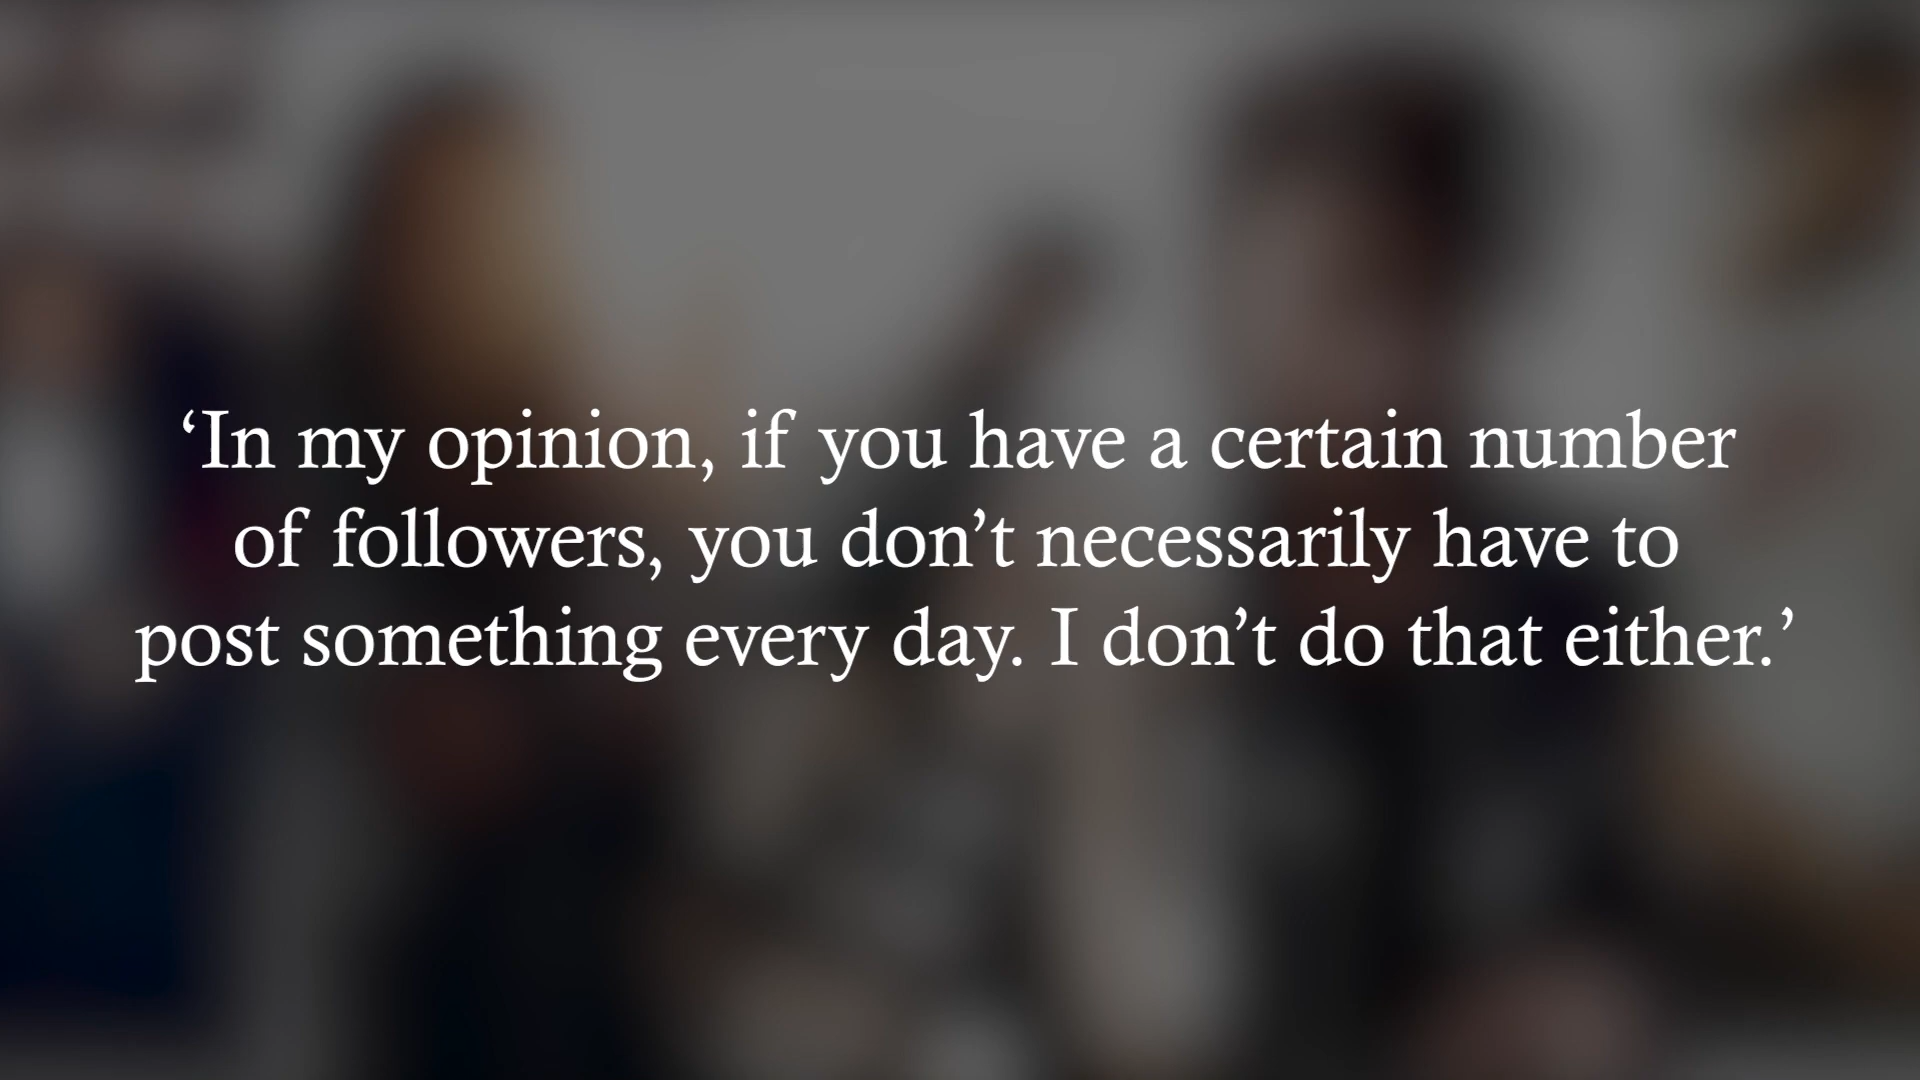 ‘In my opinion, if you have a certain number
of followers, you don’t necessarily have to
post something every day. I don’t do that either.’